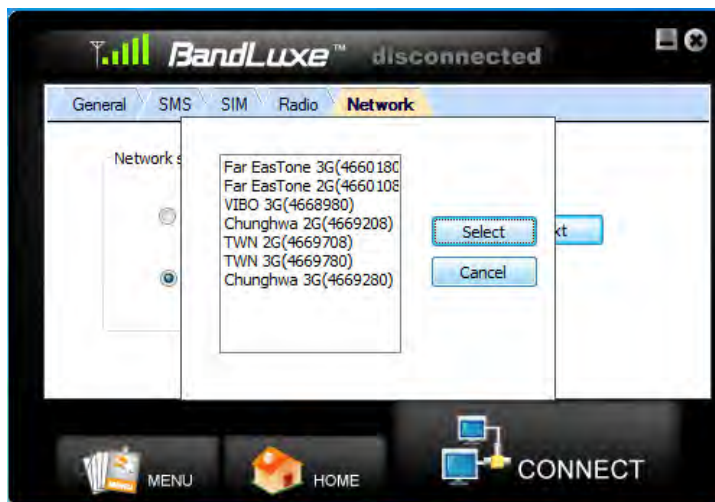 BandLuxe™ disconnected
General SMS SIM Radio Network
Network s
Far EasTone 3G(4660180
Far EasTone 2G(4660108
VIBO 3G(4668980)
Chunghwa 2G(4669208)
TWN 2G(4669708)
TWN 3G(4669780)
Chunghwa 3G(4669280)
Select
xt
Cancel
MENU
HOME
CONNECT